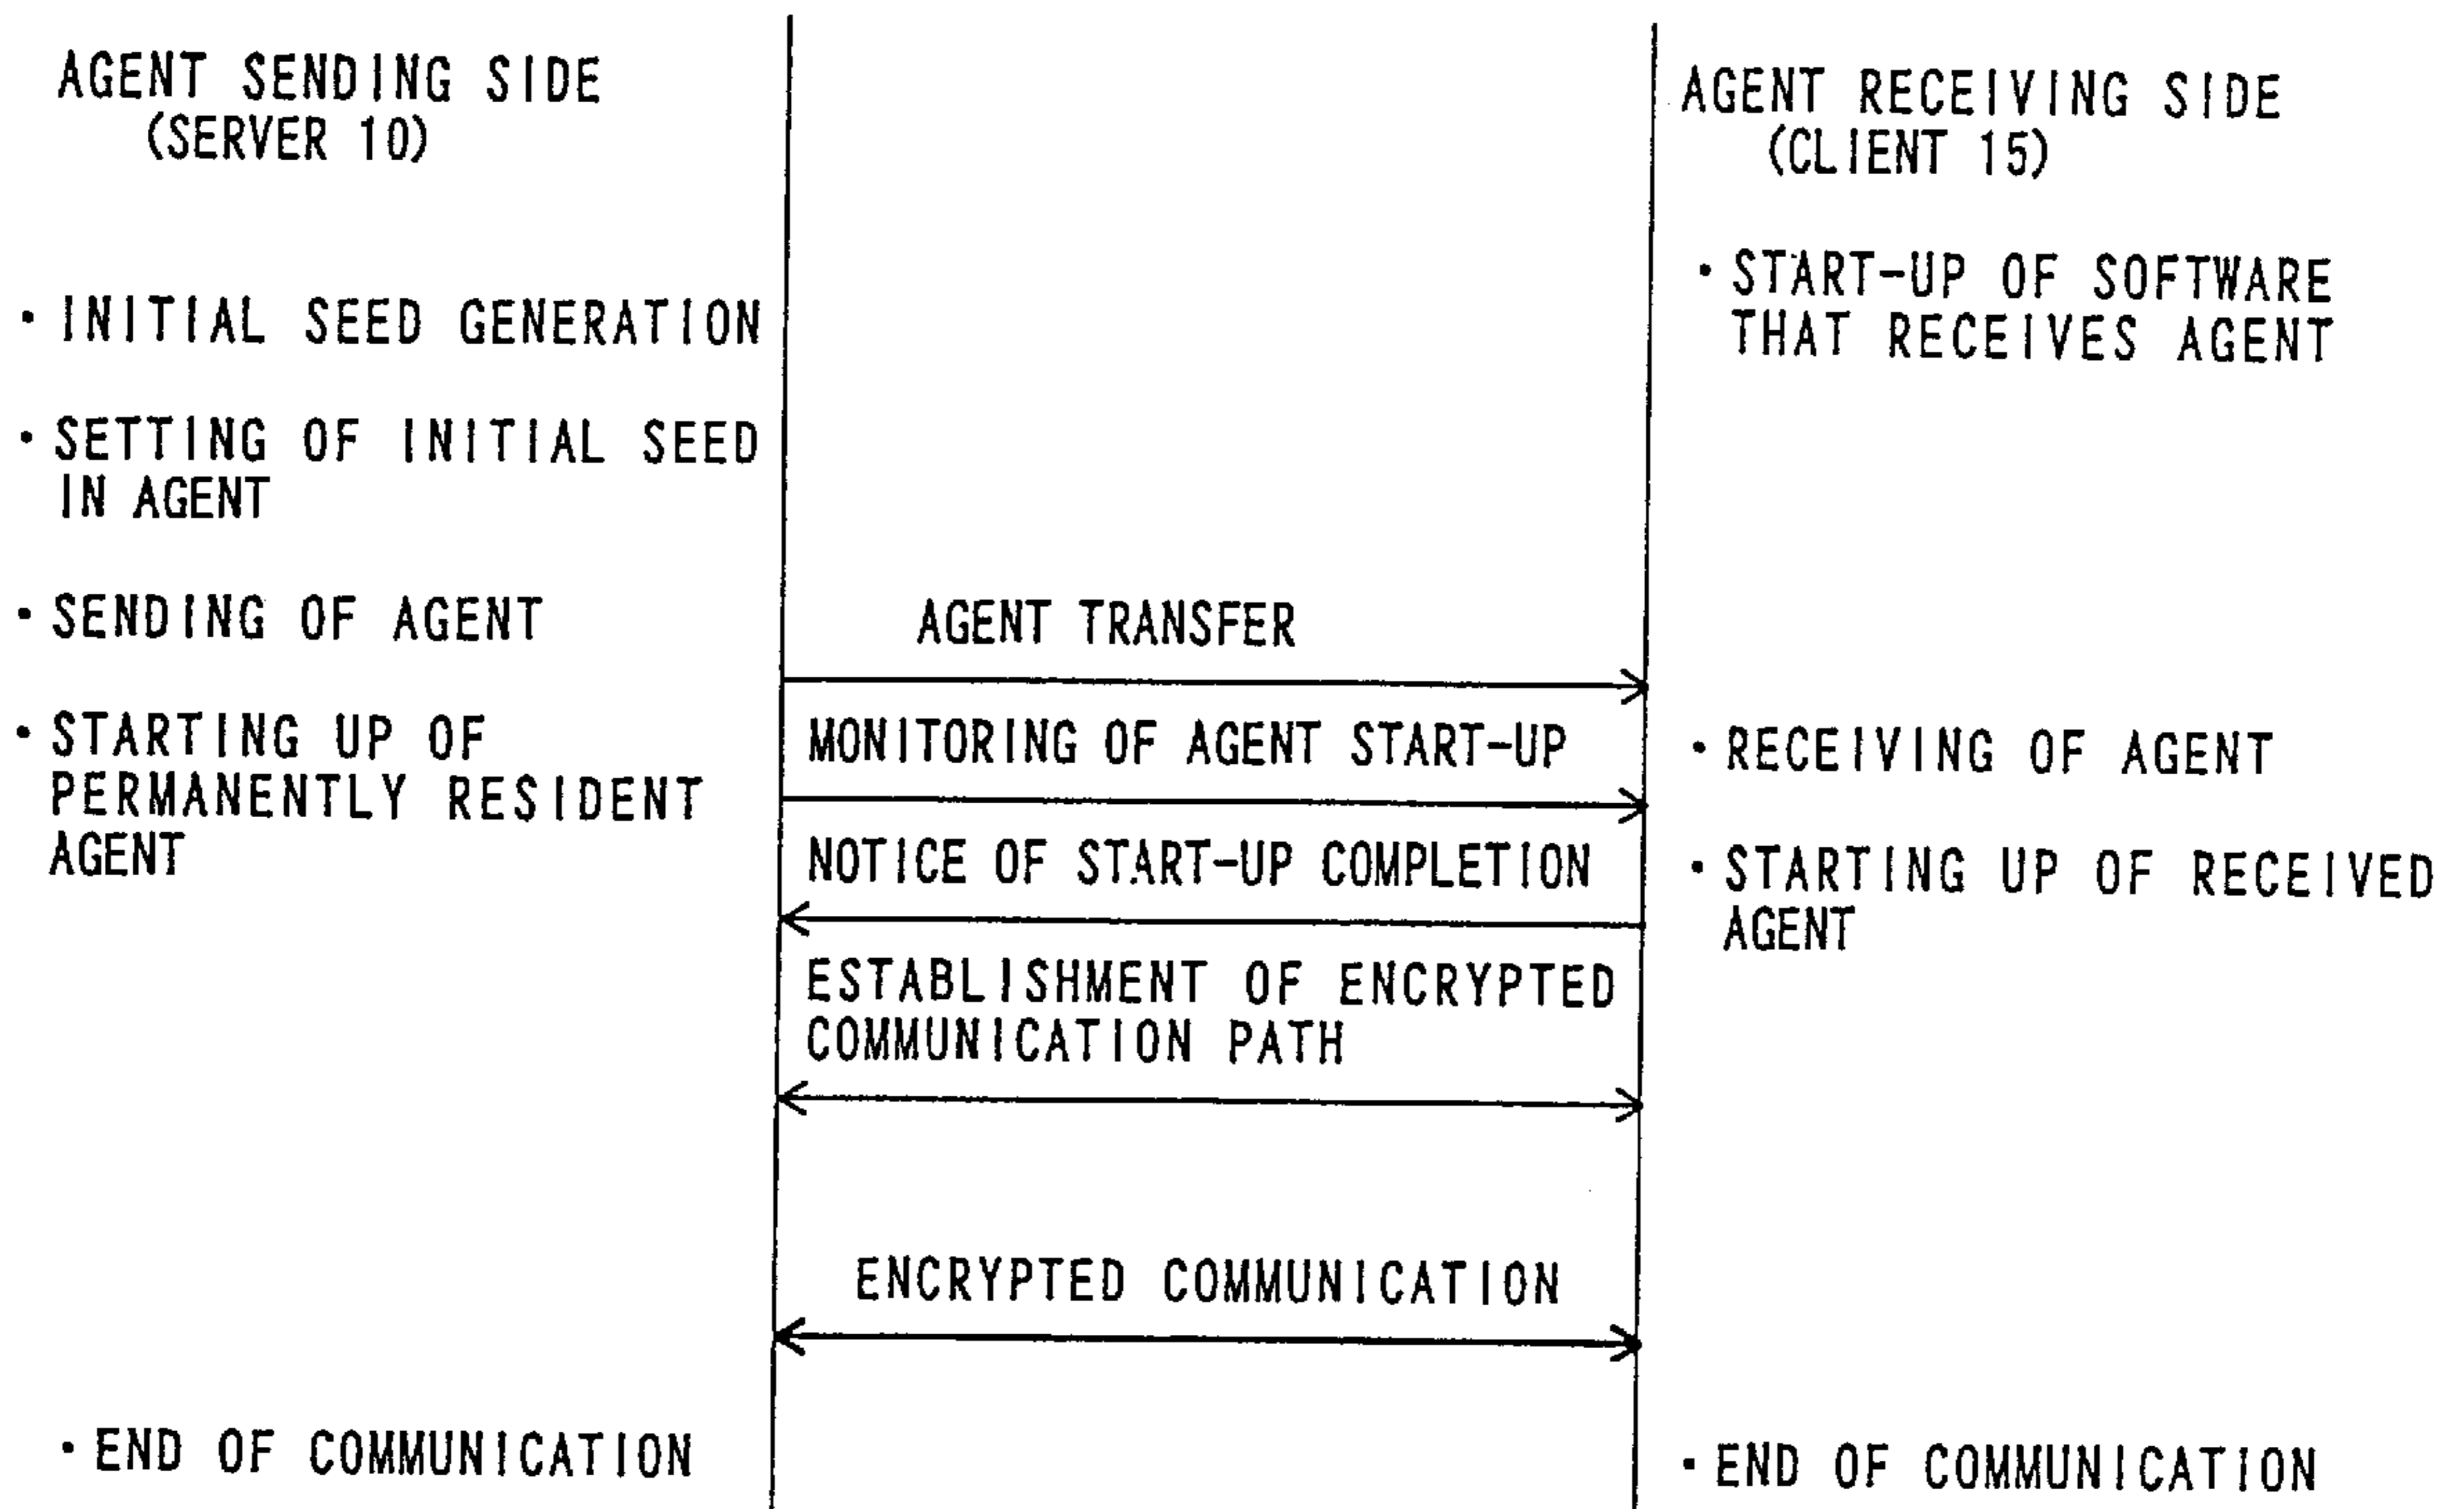 AGENT SENDING SIDE
(SERVER 10)
AGENT RECEIVING SIDE
(CLIENT 15)
・START-UP OF SOFTWARE
THAT RECEIVES AGENT
・INITIAL SEED GENERATION
・SETTING OF INITIAL SEED
IN AGENT
・SENDING OF AGENT
AGENT TRANSFER
・STARTING UP OF
PERMANENTLY RESIDENT
AGENT
MONITORING OF AGENT START-UP
・RECEIVING OF AGENT
NOTICE OF START-UP COMPLETION
・STARTING UP OF RECEIVED
AGENT
ESTABLISHMENT OF ENCRYPTED
COMMUNICATION PATH
ENCRYPTED COMMUNICATION
・END OF COMMUNICATION
・END OF COMMUNICATION